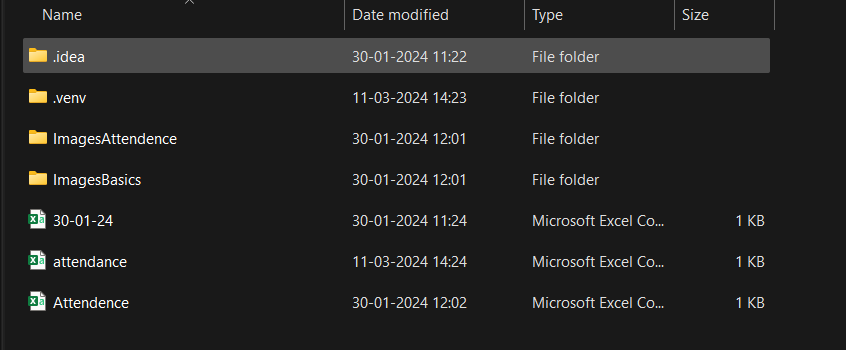 Name Date modified Type Size
.idea 30-01-2024 11:22 File folder
.venv 11-03-2024 14:23 File folder
ImagesAttendence 30-01-2024 12:01 File folder
ImagesBasics 30-01-2024 12:01 File folder
30-01-24 30-01-2024 11:24 Microsoft Excel Co... 1 KB
attendance 11-03-2024 14:24 Microsoft Excel Co... 1 KB
Attendence 30-01-2024 12:02 Microsoft Excel Co... 1 KB